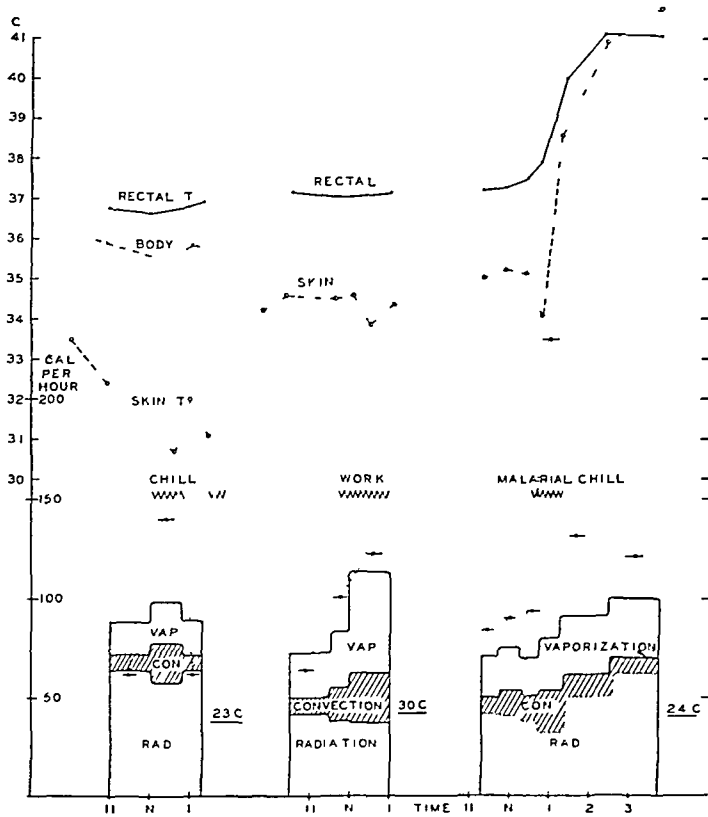 C
41
40
39
38
37
36
35
34
33
32
31
30
CAL
PER
HOUR
200
150
100
50
RECTAL T
BODY
SKIN T°
CHILL
VAP
CON
RAD
23 C
RECTAL
SKIN
WORK
VAP
CONVECTION
RADIATION
30 C
MALARIAL CHILL
VAPORIZATION
CON
RAD
24 C
11 N 1 11 N 1 TIME 11 N 1 2 3